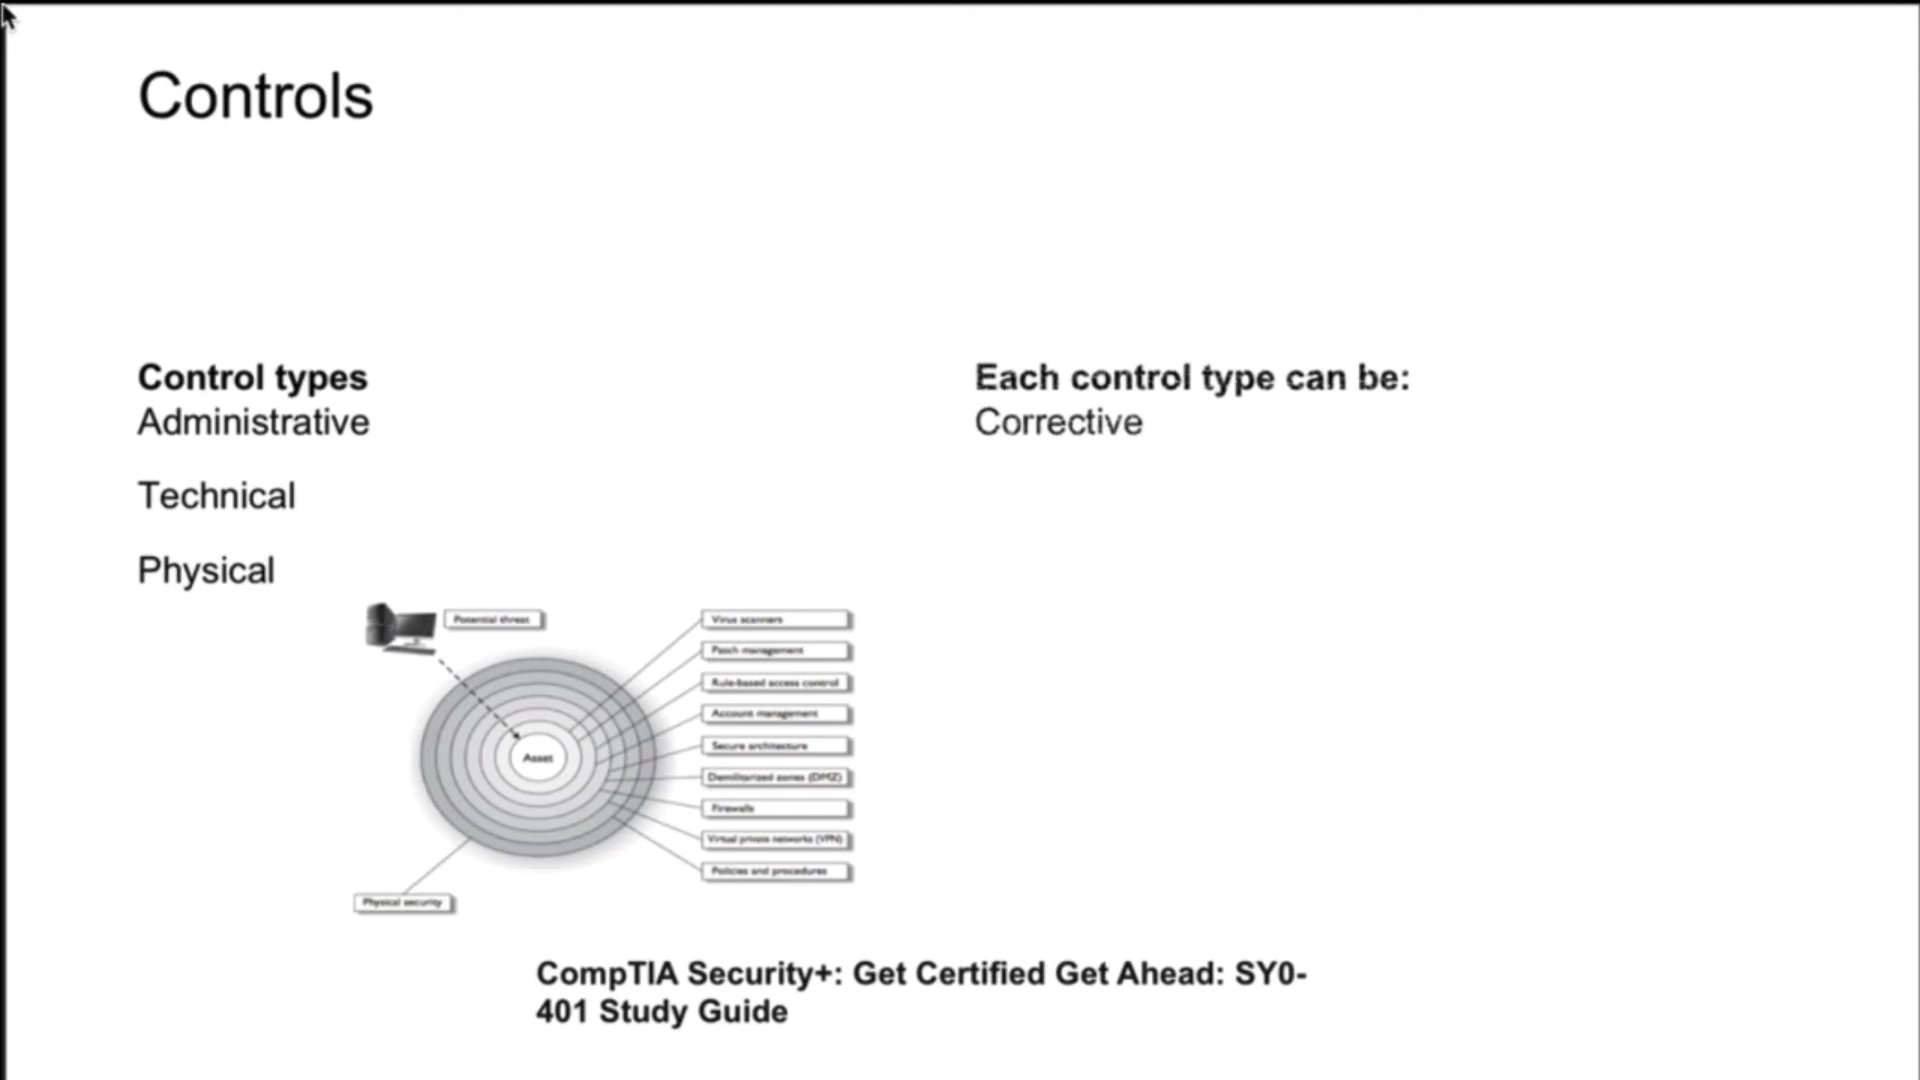 Controls
Control types
Administrative
Technical
Physical
Each control type can be:
Corrective
Potential threat
Asset
Physical security
Virus scanners
Patch management
Rule-based access control
Account management
Secure architecture
Demilitarized zones (DMZ)
Firewalls
Virtual private networks (VPN)
Policies and procedures
CompTIA Security+: Get Certified Get Ahead: SY0-
401 Study Guide